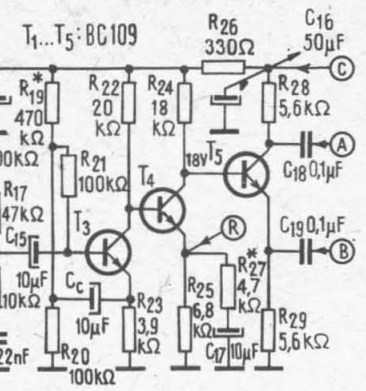 T₁...T₅: BC109
R₂₆
330Ω
C₁₆
50µF
C
R₁₉*
470
kΩ
R₂₂
20
kΩ
R₂₄
18
kΩ
R₂₈
5,6kΩ
00kΩ
R₂₁
100kΩ
18V
T₅
A
C₁₈ 0,1µF
T₄
R₁₇
47kΩ
T₃
R
C₁₉ 0,1µF
C₁₅
10µF
B
R₂₇*
4,7
kΩ
C꜀
10µF
10kΩ
R₂₃
3,9
kΩ
R₂₅
6,8
kΩ
R₂₉
5,6kΩ
C₁₇ 10µF
22nF
R₂₀
100kΩ